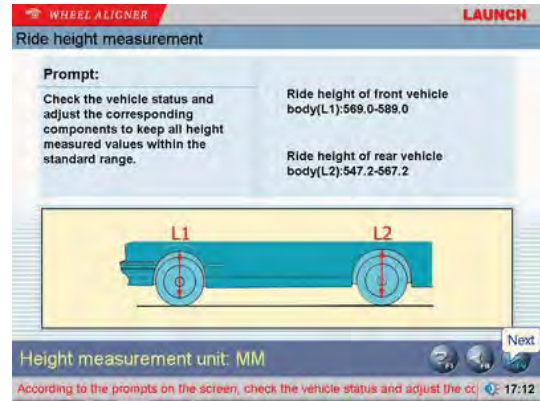 WHEEL ALIGNER
LAUNCH
Ride height measurement
Prompt:
Check the vehicle status and
adjust the corresponding
components to keep all height
measured values within the
standard range.
Ride height of front vehicle
body(L1):569.0-589.0
Ride height of rear vehicle
body(L2):547.2-567.2
L1
L2
Next
Height measurement unit: MM
F1
F8
According to the prompts on the screen, check the vehicle status and adjust the cc
17:12